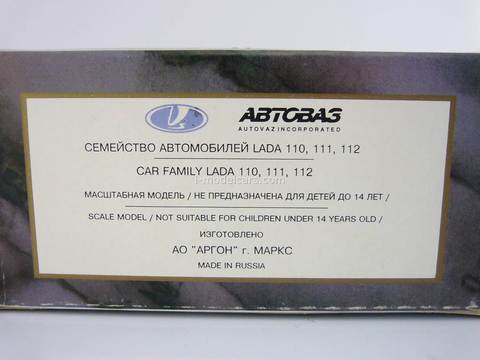 АВТОВАЗ
AUTOVAZ INCORPORATED
СЕМЕЙСТВО АВТОМОБИЛЕЙ LADA 110, 111, 112
CAR FAMILY LADA 110, 111, 112
i-modelcars.com
МАСШТАБНАЯ МОДЕЛЬ / НЕ ПРЕДНАЗНАЧЕНА ДЛЯ ДЕТЕЙ ДО 14 ЛЕТ /
SCALE MODEL / NOT SUITABLE FOR CHILDREN UNDER 14 YEARS OLD /
ИЗГОТОВЛЕНО
АО "АРГОН" г. МАРКС
MADE IN RUSSIA